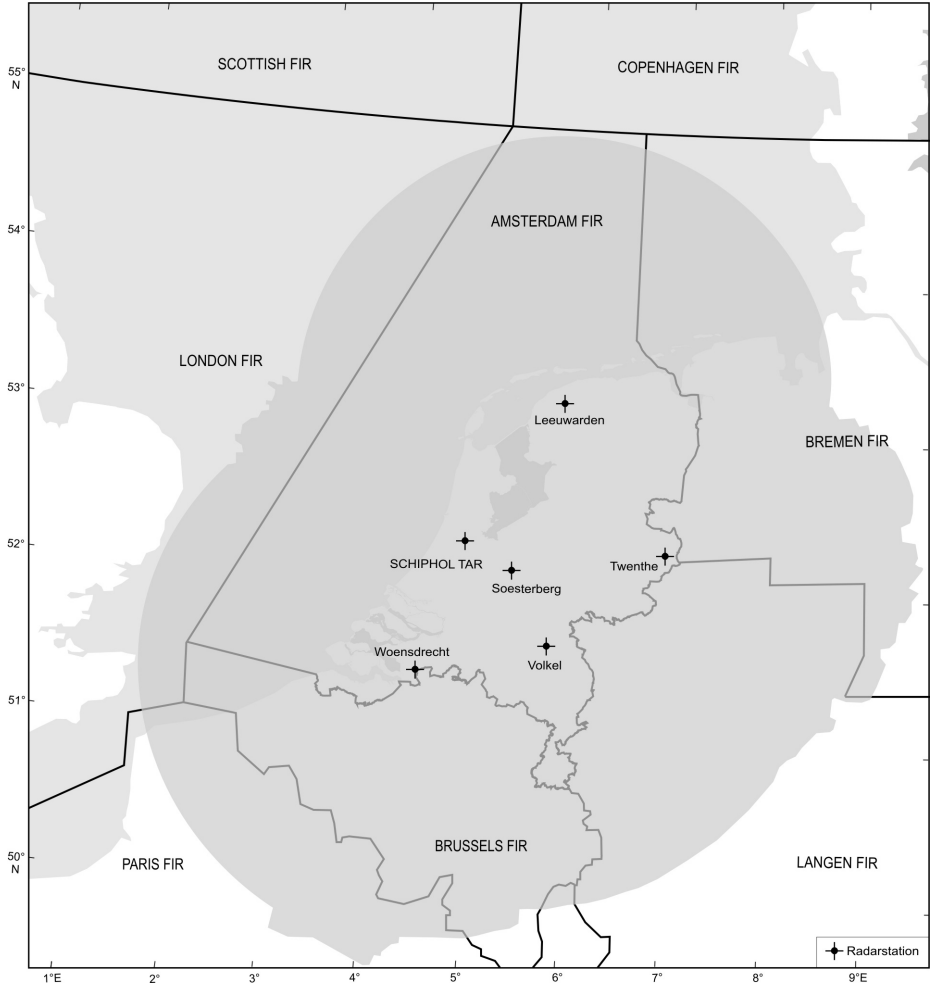 SCOTTISH FIR
COPENHAGEN FIR
55°
N
54°
AMSTERDAM FIR
LONDON FIR
53°
Leeuwarden
BREMEN FIR
52°
SCHIPHOL TAR
Twenthe
Soesterberg
Woensdrecht
Volkel
51°
BRUSSELS FIR
50°
N
PARIS FIR
LANGEN FIR
Radarstation
1°E
2°
3°
4°
5°
6°
7°
8°
9°E